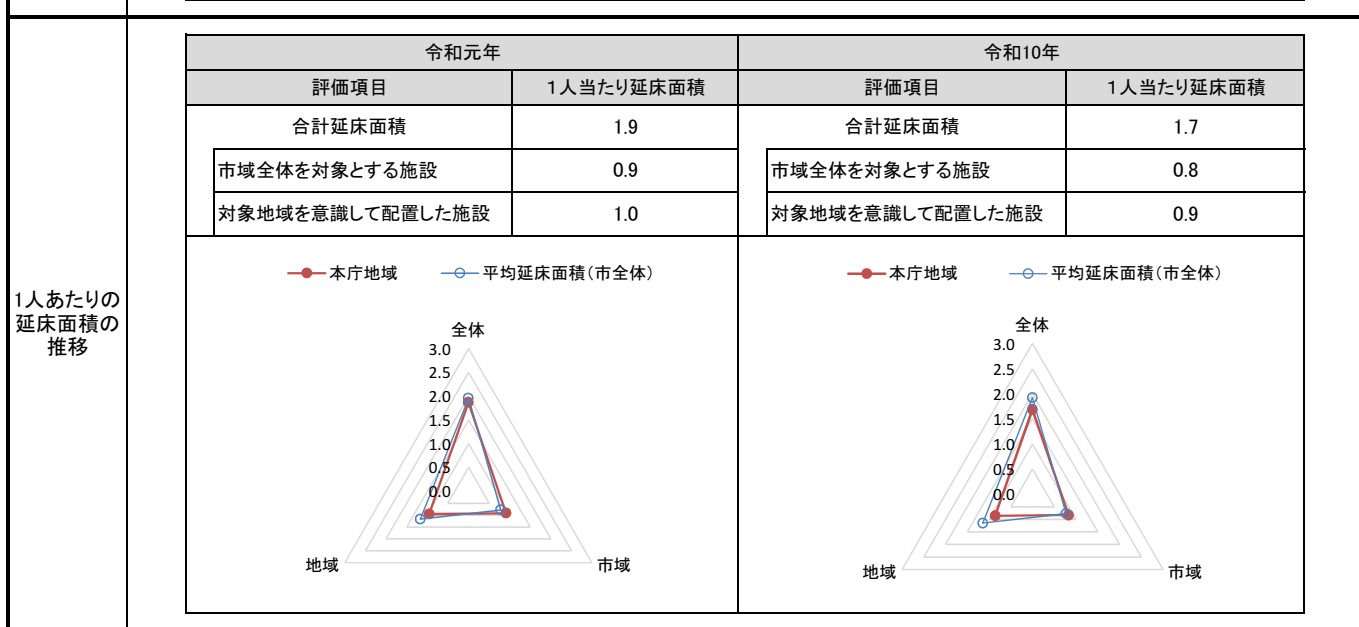 1人あたりの
延床面積の
推移
令和元年
令和10年
評価項目
1人当たり延床面積
評価項目
1人当たり延床面積
合計延床面積
1.9
合計延床面積
1.7
市域全体を対象とする施設
0.9
市域全体を対象とする施設
0.8
対象地域を意識して配置した施設
1.0
対象地域を意識して配置した施設
0.9
本庁地域
平均延床面積(市全体)
全体
3.0
2.5
2.0
1.5
1.0
0.5
0.0
地域
市域
本庁地域
平均延床面積(市全体)
全体
3.0
2.5
2.0
1.5
1.0
0.5
0.0
地域
市域